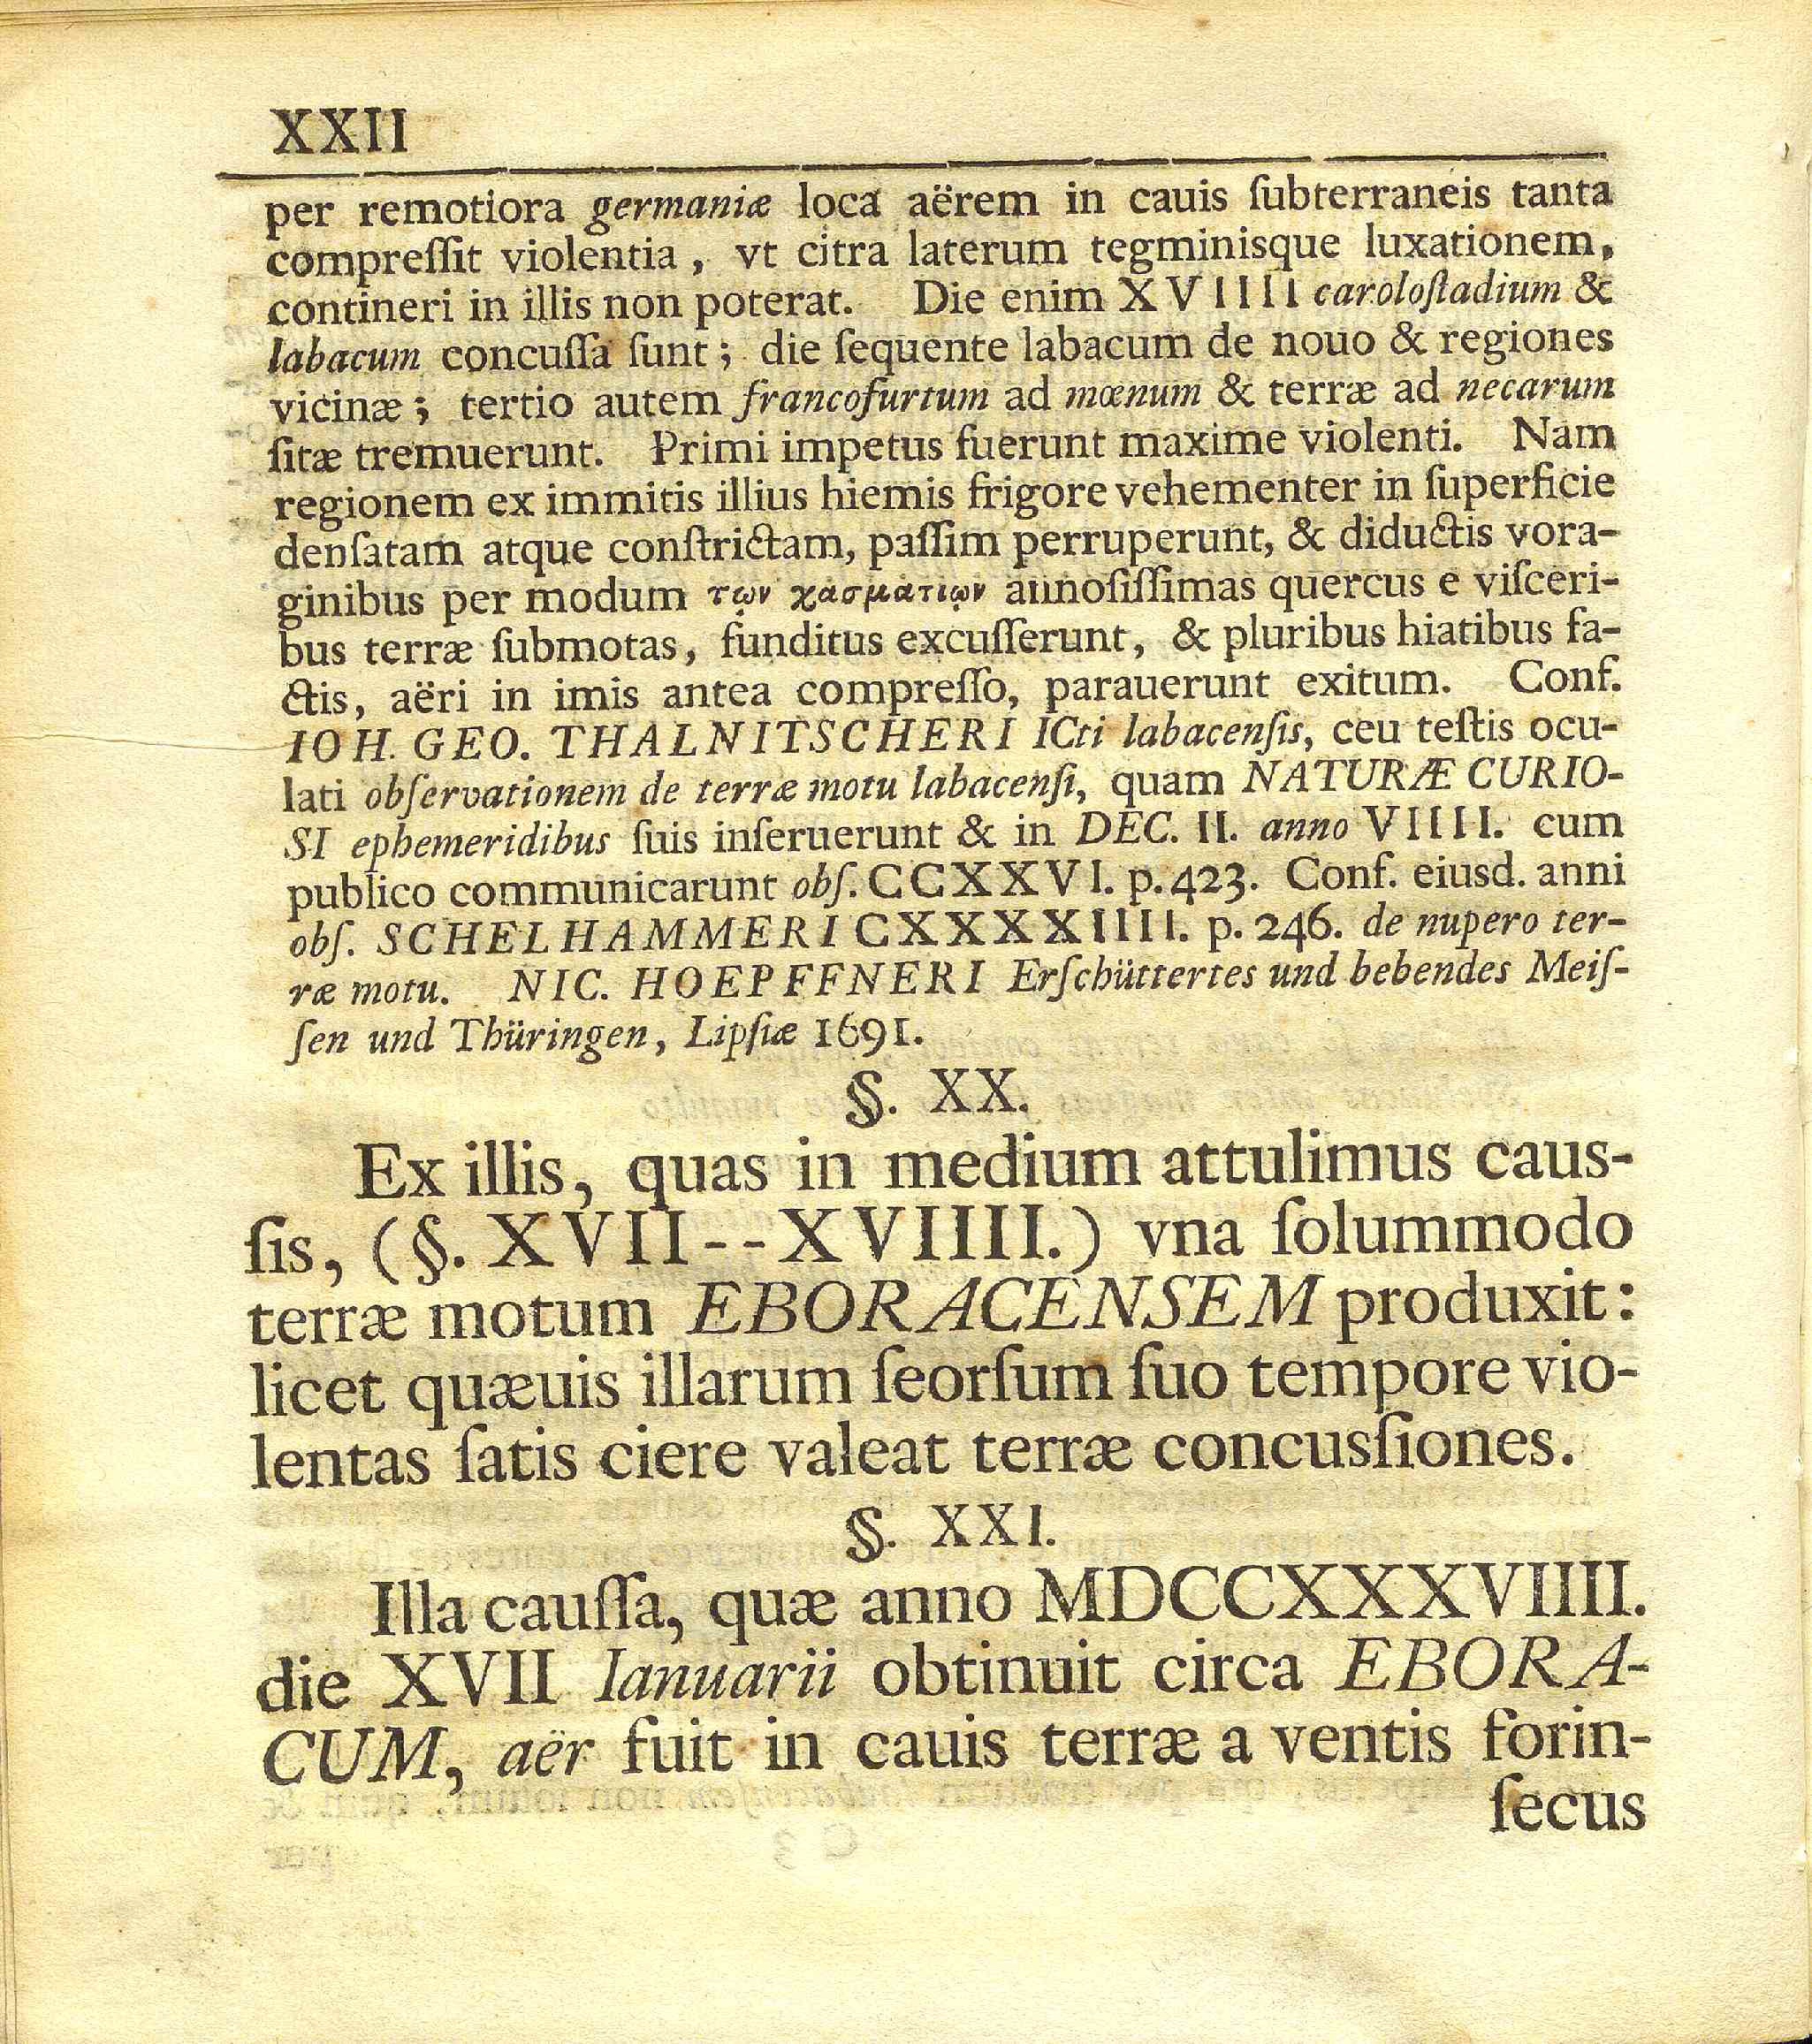 XXII
per remotiora germaniæ loca aërem in cauis ſubterraneis tanta
compreſſit violentia, vt citra laterum tegminisque luxationem,
contineri in illis non poterat. Die enim XVIIII caroloſtadium &
labacum concuſſa ſunt; die ſequente labacum de nouo & regiones
vicinæ; tertio autem francofurtum ad mœnum & terræ ad necarum
ſitæ tremuerunt. Primi impetus fuerunt maxime violenti. Nam
regionem ex immitis illius hiemis frigore vehementer in ſuperficie
denſatam atque conſtrictam, paſſim perruperunt, & diductis vora-
ginibus per modum των χασματιων annoſiſſimas quercus e viſceri-
bus terræ ſubmotas, funditus excuſſerunt, & pluribus hiatibus fa-
ctis, aëri in imis antea compreſſo, parauerunt exitum. Conf.
IOH. GEO. THALNITSCHERI ICti labacenſis, ceu teſtis ocu-
lati obſervationem de terræ motu labacenſi, quam NATURÆ CURIO-
SI ephemeridibus ſuis inſeruerunt & in DEC. II. anno VIIII. cum
publico communicarunt obſ. CCXXVI. p. 423. Conf. eiusd. anni
obſ. SCHELHAMMERI CXXXXIIII. p. 246. de nupero ter-
ræ motu. NIC. HOEPFFNERI Erſchüttertes und bebendes Meiſ-
ſen und Thüringen, Lipſiæ 1691.
§. XX.
Ex illis, quas in medium attulimus caus-
ſis, (§. XVII--XVIIII.) vna ſolummodo
terræ motum EBORACENSEM produxit:
licet quæuis illarum ſeorſum ſuo tempore vio-
lentas ſatis ciere valeat terræ concusſiones.
§. XXI.
Illa cauſſa, quæ anno MDCCXXXVIIII.
die XVII Ianuarii obtinuit circa EBORA-
CUM, aër fuit in cauis terræ a ventis forin-
ſecus